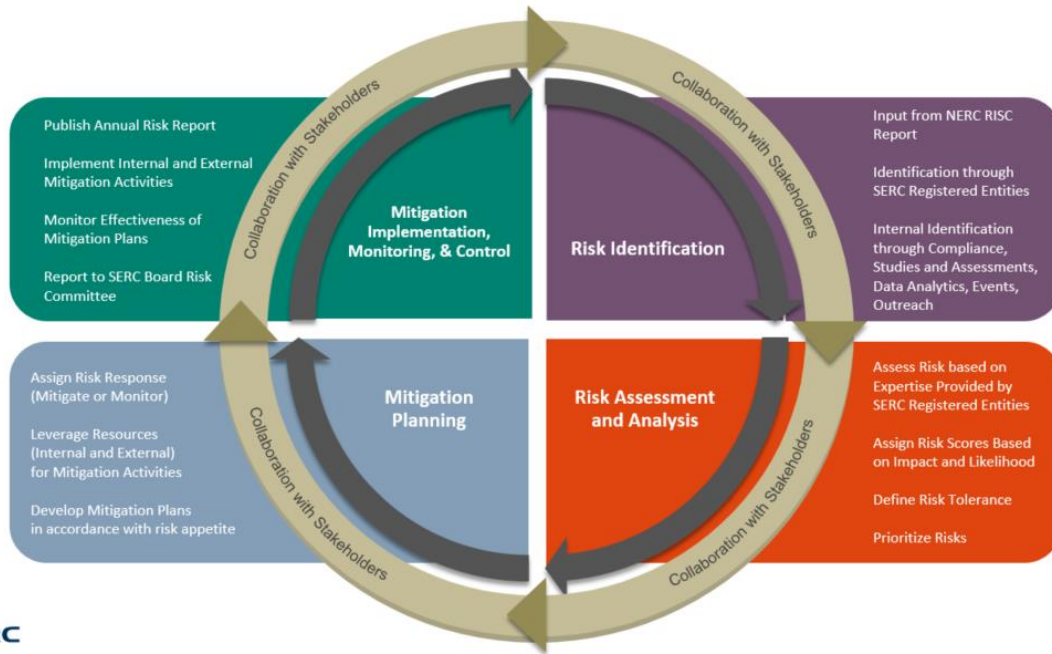 Collaboration with Stakeholders
Collaboration with Stakeholders
Publish Annual Risk Report
Implement Internal and External
Mitigation Activities
Monitor Effectiveness of
Mitigation Plans
Report to SERC Board Risk
Committee
Mitigation
Implementation,
Monitoring, & Control
Risk Identification
Input from NERC RISC
Report
Identification through
SERC Registered Entities
Internal Identification
through Compliance,
Studies and Assessments,
Data Analytics, Events,
Outreach
Assign Risk Response
(Mitigate or Monitor)
Leverage Resources
(Internal and External)
for Mitigation Activities
Develop Mitigation Plans
in accordance with risk appetite
Mitigation
Planning
Risk Assessment
and Analysis
Assess Risk based on
Expertise Provided by
SERC Registered Entities
Assign Risk Scores Based
on Impact and Likelihood
Define Risk Tolerance
Prioritize Risks
Collaboration with Stakeholders
Collaboration with Stakeholders